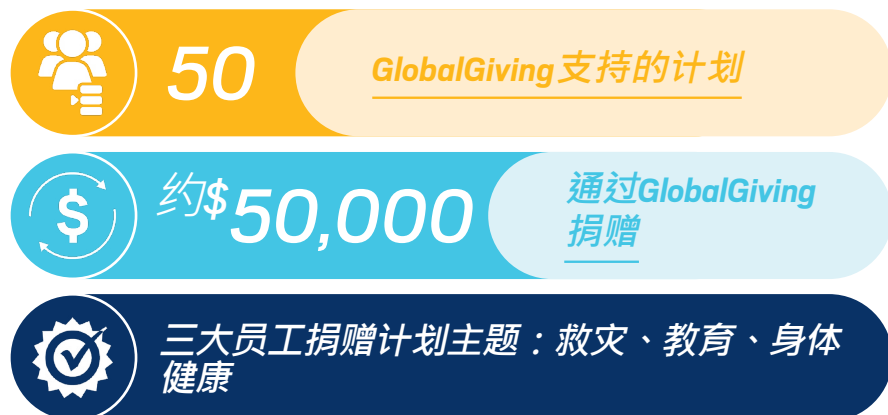 50
GlobalGiving支持的计划
约$50,000
通过GlobalGiving
捐赠
三大员工捐赠计划主题：救灾、教育、身体
健康